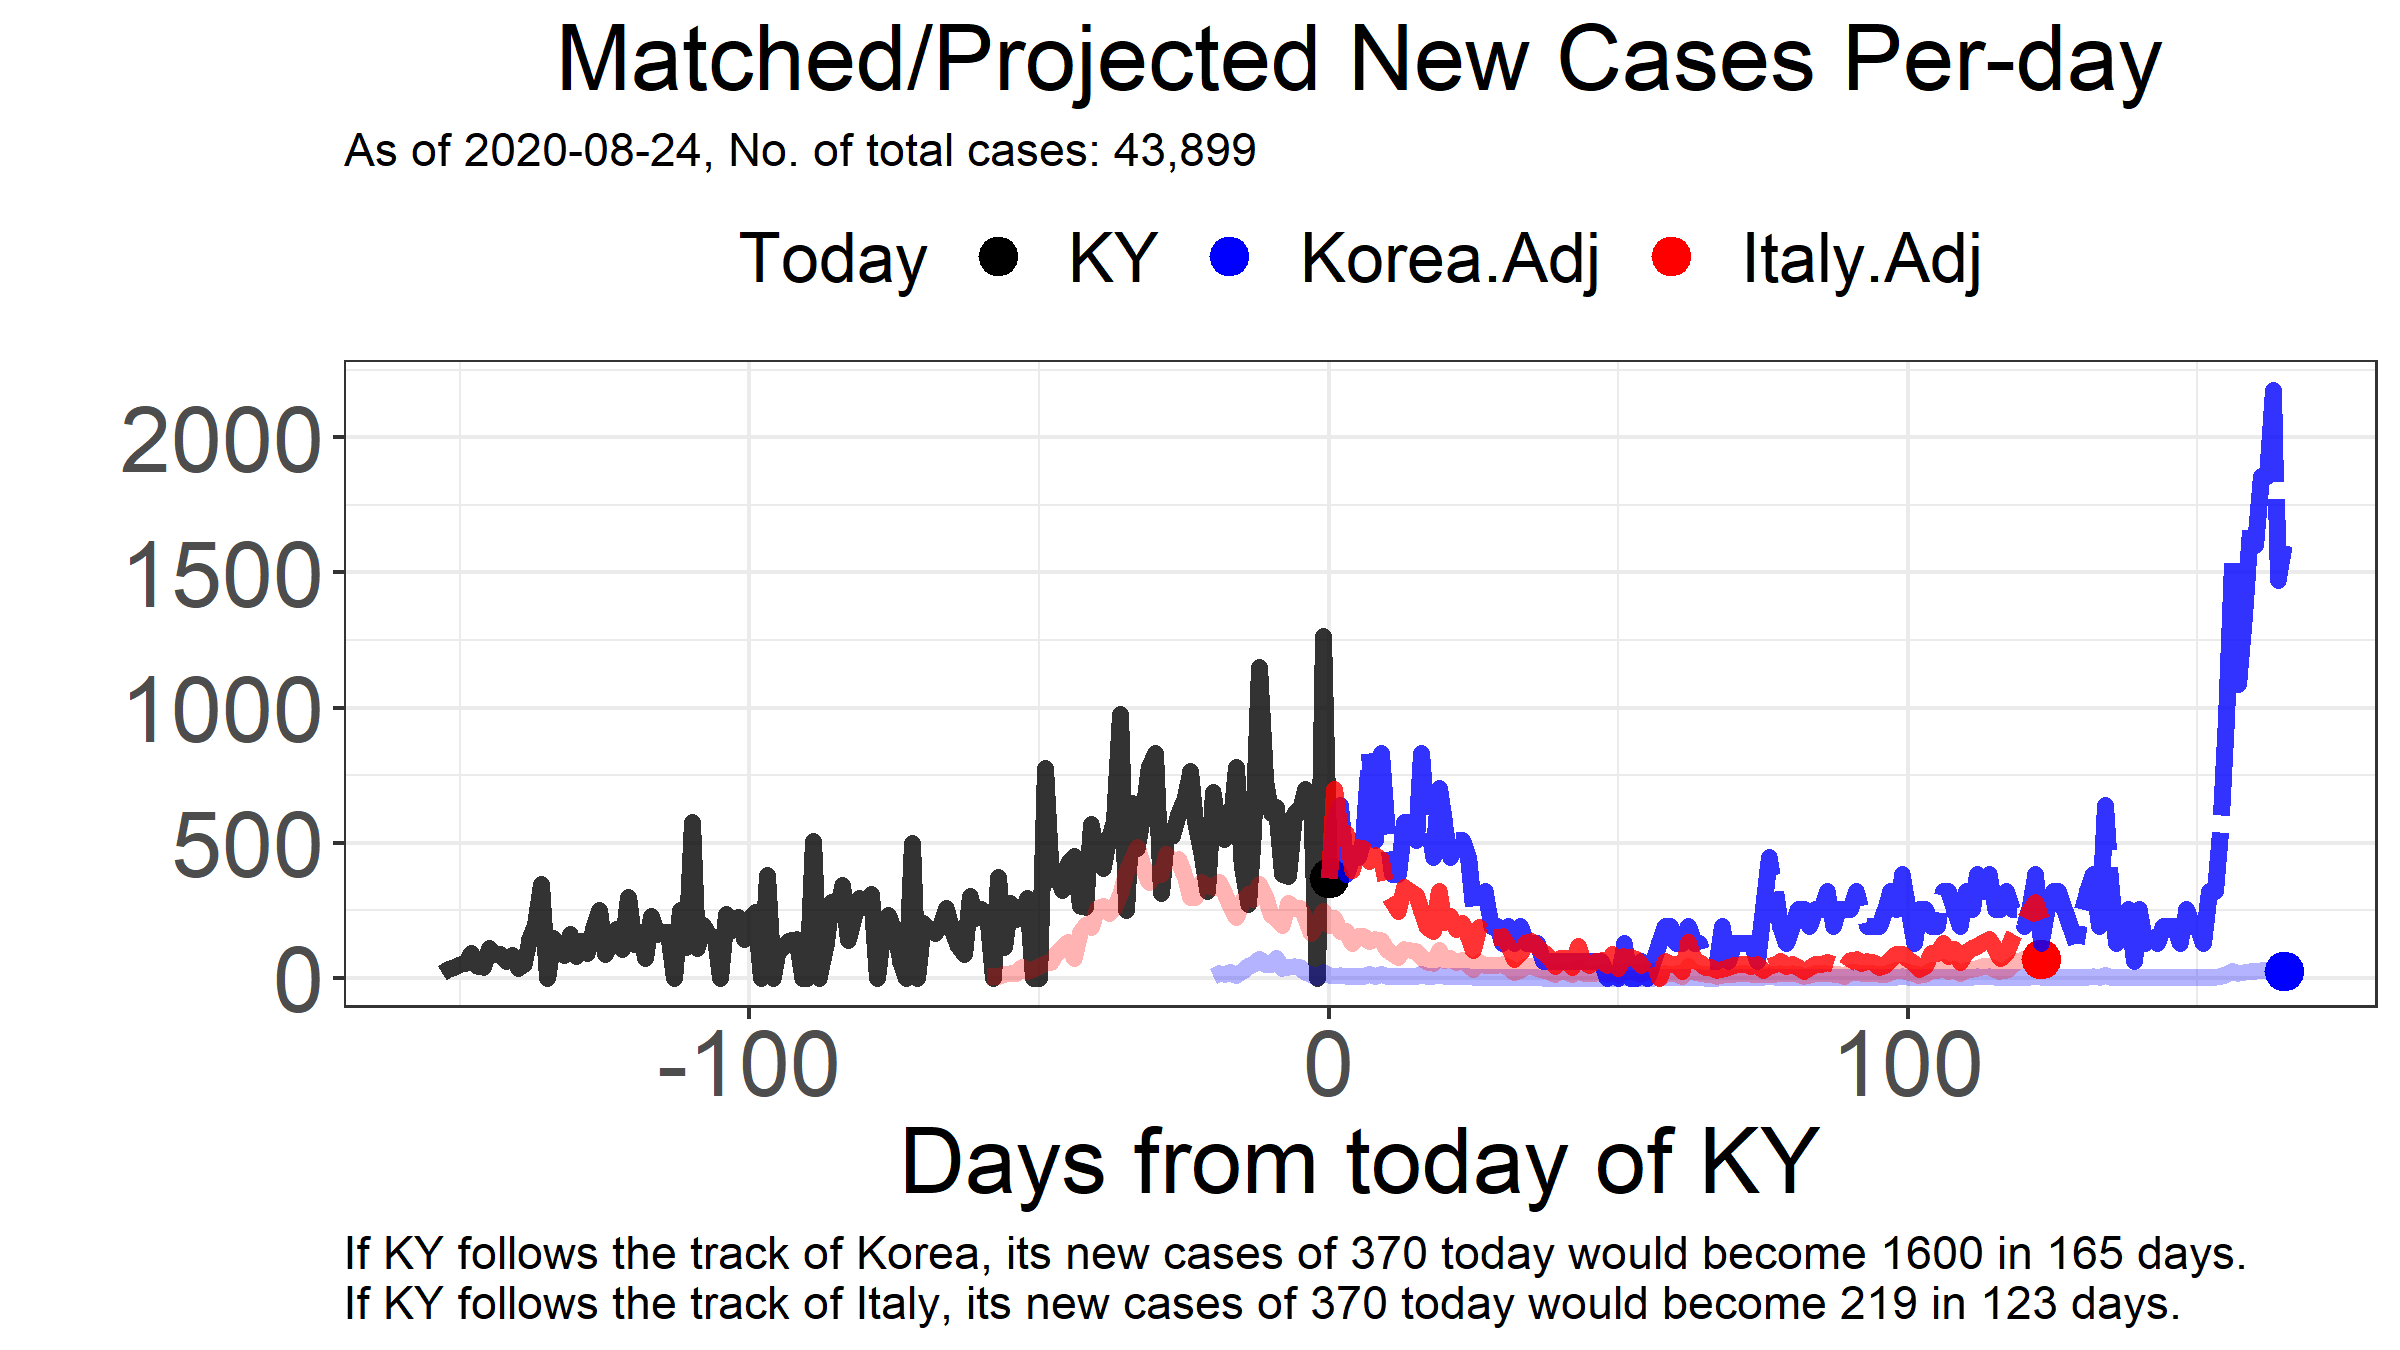 Matched/Projected New Cases Per-day
As of 2020-08-24, No. of total cases: 43,899
Today KY Korea.Adj Italy.Adj
2000
1500
1000
500
0
-100 0 100
Days from today of KY
If KY follows the track of Korea, its new cases of 370 today would become 1600 in 165 days.
If KY follows the track of Italy, its new cases of 370 today would become 219 in 123 days.